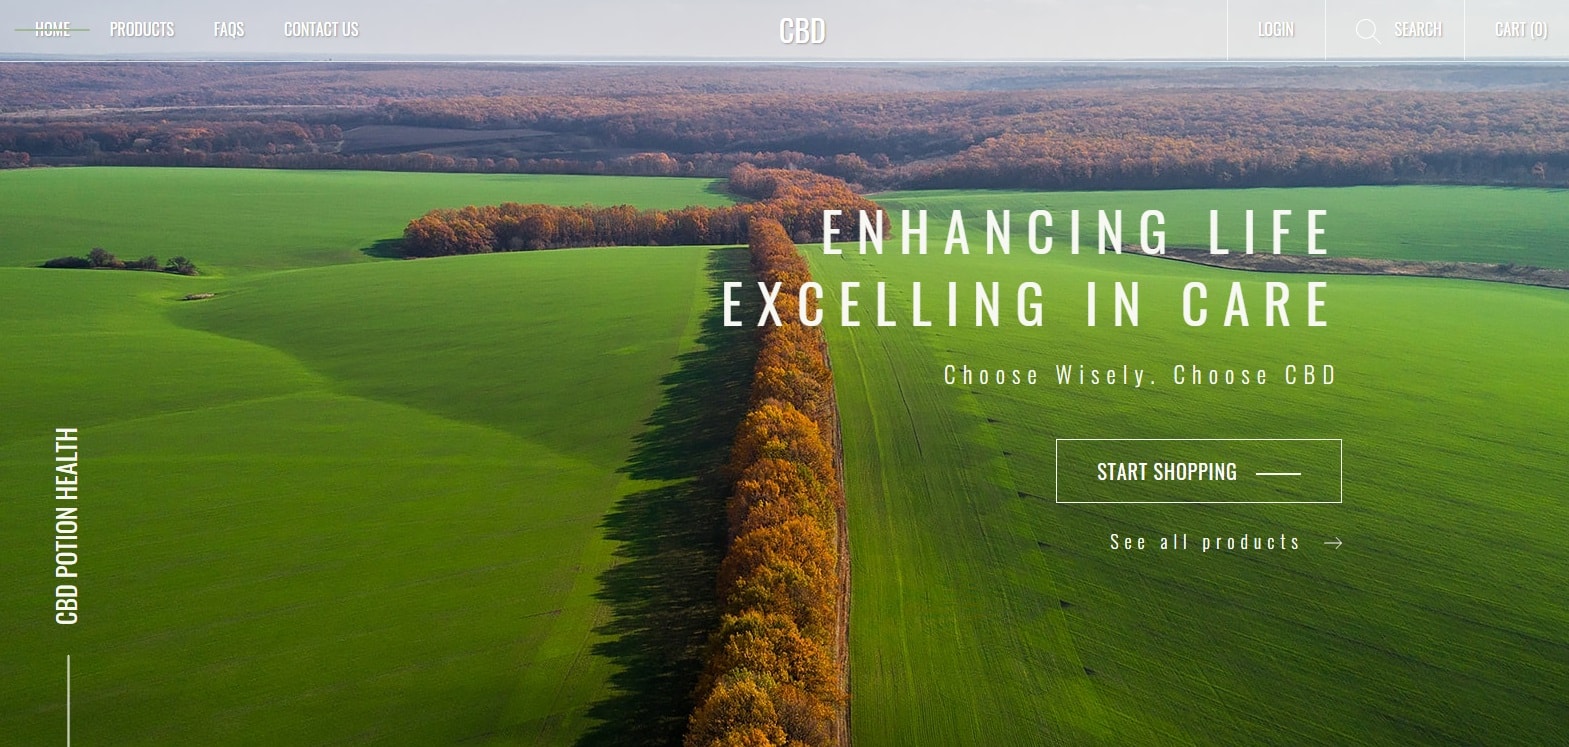 HOME PRODUCTS FAQS CONTACT US CBD LOGIN SEARCH CART (0)
ENHANCING LIFE
EXCELLING IN CARE
Choose Wisely. Choose CBD
START SHOPPING
See all products
CBD POTION HEALTH